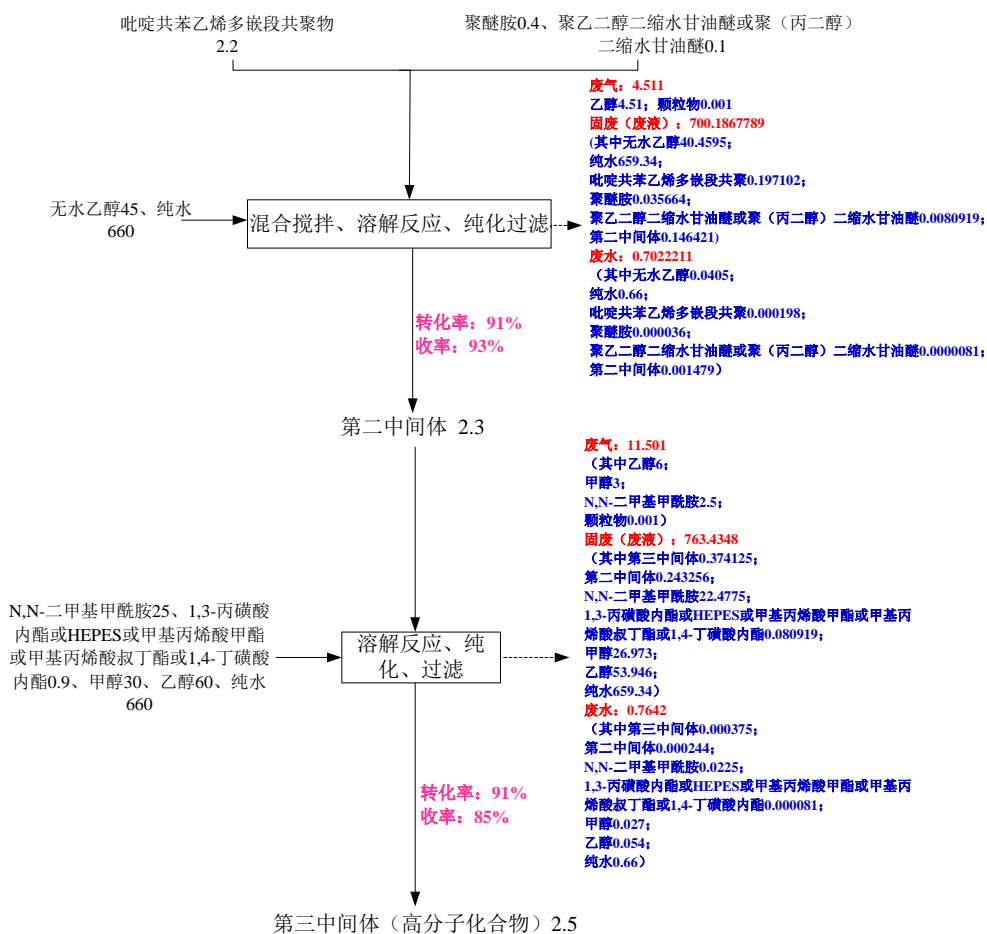 吡啶共苯乙烯多嵌段共聚物
2.2
聚醚胺0.4、聚乙二醇二缩水甘油醚或聚（丙二醇）
二缩水甘油醚0.1
废气：4.511
乙醇4.51；颗粒物0.001
固废（废液）：700.1867789
(其中无水乙醇40.4595；
纯水659.34；
吡啶共苯乙烯多嵌段共聚0.197102；
聚醚胺0.035664；
聚乙二醇二缩水甘油醚或聚（丙二醇）二缩水甘油醚0.0080919；
第二中间体0.146421)
废水：0.7022211
（其中无水乙醇0.0405；
纯水0.66；
吡啶共苯乙烯多嵌段共聚0.000198；
聚醚胺0.000036；
聚乙二醇二缩水甘油醚或聚（丙二醇）二缩水甘油醚0.0000081；
第二中间体0.001479）
无水乙醇45、纯水
660
混合搅拌、溶解反应、纯化过滤
转化率：91%
收率：93%
第二中间体 2.3
废气：11.501
（其中乙醇6；
甲醇3；
N,N-二甲基甲酰胺2.5；
颗粒物0.001）
固废（废液）：763.4348
（其中第三中间体0.374125；
第二中间体0.243256；
N,N-二甲基甲酰胺22.4775；
1,3-丙磺酸内酯或HEPES或甲基丙烯酸甲酯或甲基丙
烯酸叔丁酯或1,4-丁磺酸内酯0.080919；
甲醇26.973；
乙醇53.946；
纯水659.34）
废水：0.7642
（其中第三中间体0.000375；
第二中间体0.000244；
N,N-二甲基甲酰胺0.0225；
1,3-丙磺酸内酯或HEPES或甲基丙烯酸甲酯或甲基丙
烯酸叔丁酯或1,4-丁磺酸内酯0.000081；
甲醇0.027；
乙醇0.054；
纯水0.66）
N,N-二甲基甲酰胺25、1,3-丙磺酸
内酯或HEPES或甲基丙烯酸甲酯
或甲基丙烯酸叔丁酯或1,4-丁磺酸
内酯0.9、甲醇30、乙醇60、纯水
660
溶解反应、纯
化、过滤
转化率：91%
收率：85%
第三中间体（高分子化合物）2.5